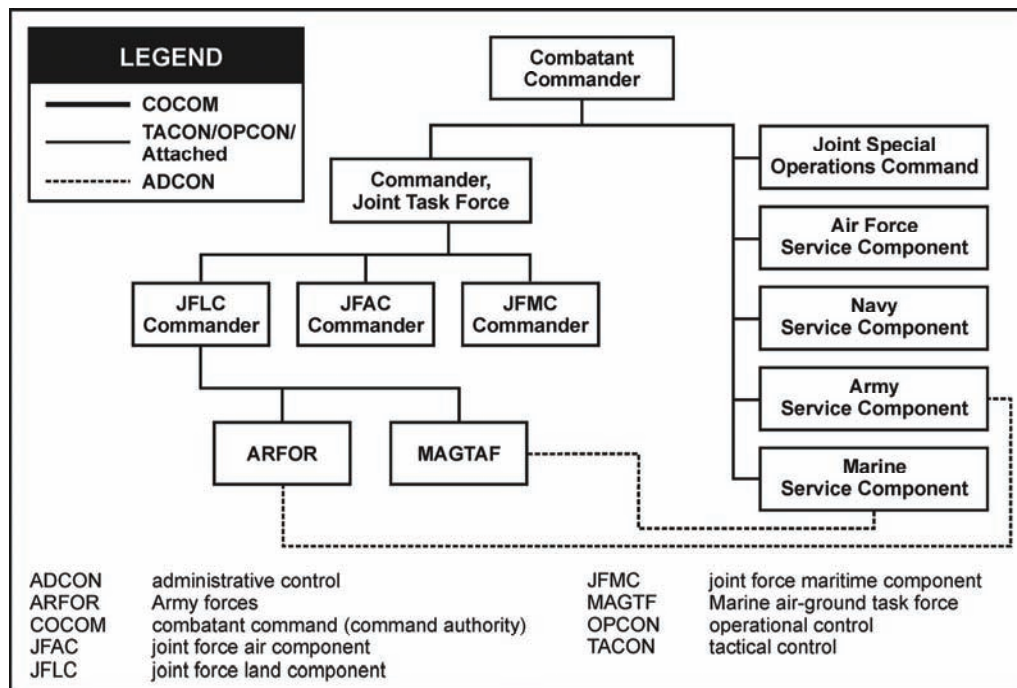 LEGEND
COCOM
TACON/OPCON/
Attached
ADCON
Combatant
Commander
Commander,
Joint Task Force
Joint Special
Operations Command
Air Force
Service Component
Navy
Service Component
Army
Service Component
Marine
Service Component
JFLC
Commander
JFAC
Commander
JFMC
Commander
ARFOR
MAGTAF
ADCON administrative control
ARFOR Army forces
COCOM combatant command (command authority)
JFAC joint force air component
JFLC joint force land component
JFMC joint force maritime component
MAGTF Marine air-ground task force
OPCON operational control
TACON tactical control